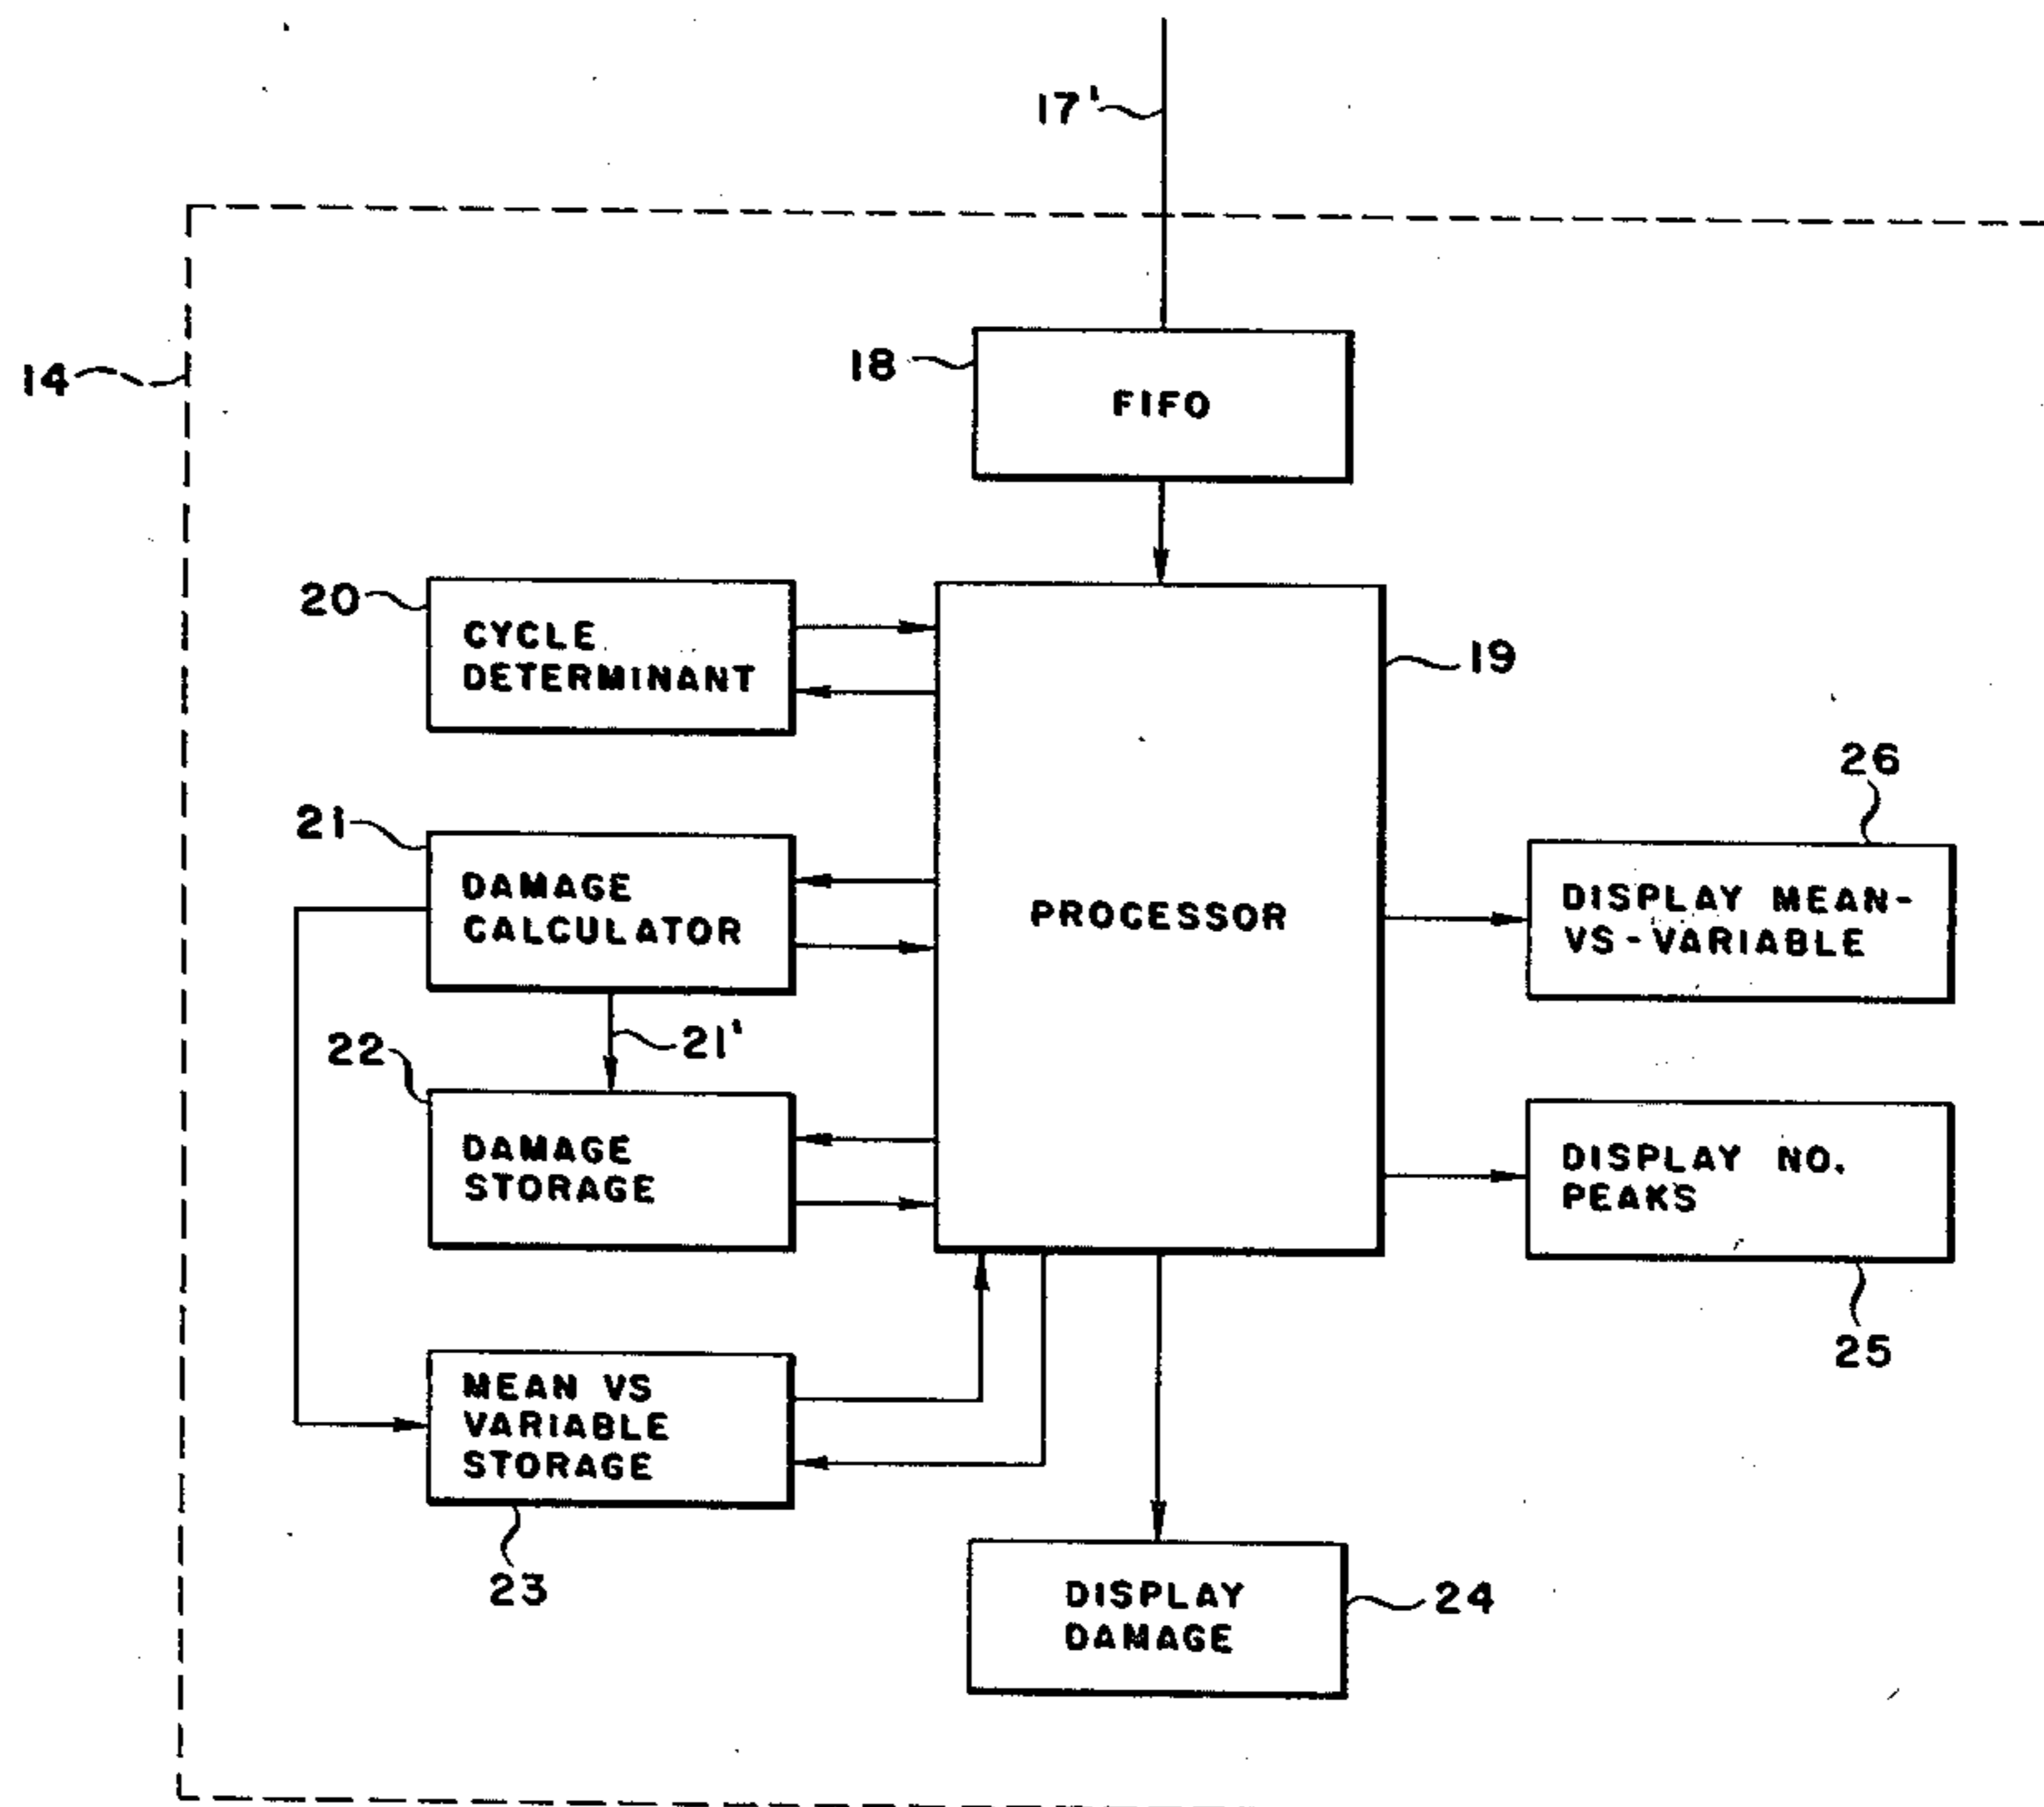 17'
14
18
FIFO
20
CYCLE
DETERMINANT
19
26
21
DAMAGE
CALCULATOR
PROCESSOR
DISPLAY MEAN-
VS-VARIABLE
21'
22
DAMAGE
STORAGE
DISPLAY NO.
PEAKS
25
MEAN VS
VARIABLE
STORAGE
23
DISPLAY
DAMAGE
24